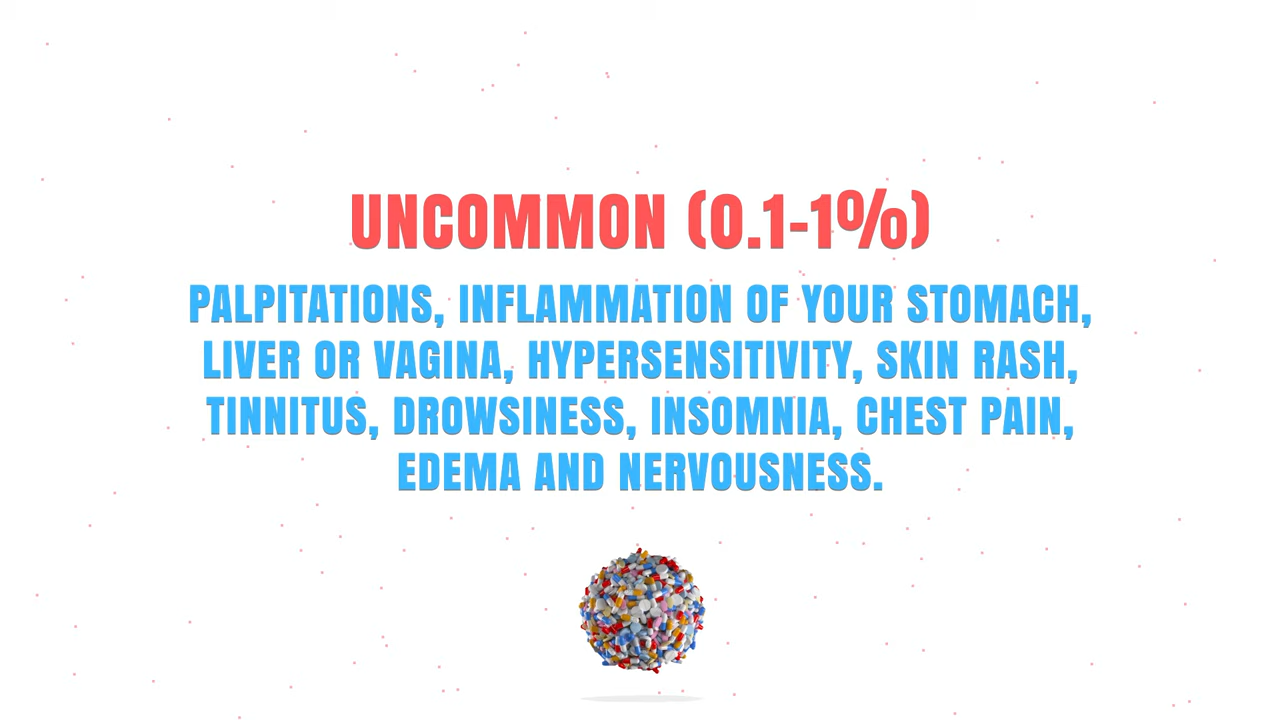 UNCOMMON (0.1-1%)
PALPITATIONS, INFLAMMATION OF YOUR STOMACH,
LIVER OR VAGINA, HYPERSENSITIVITY, SKIN RASH,
TINNITUS, DROWSINESS, INSOMNIA, CHEST PAIN,
EDEMA AND NERVOUSNESS.